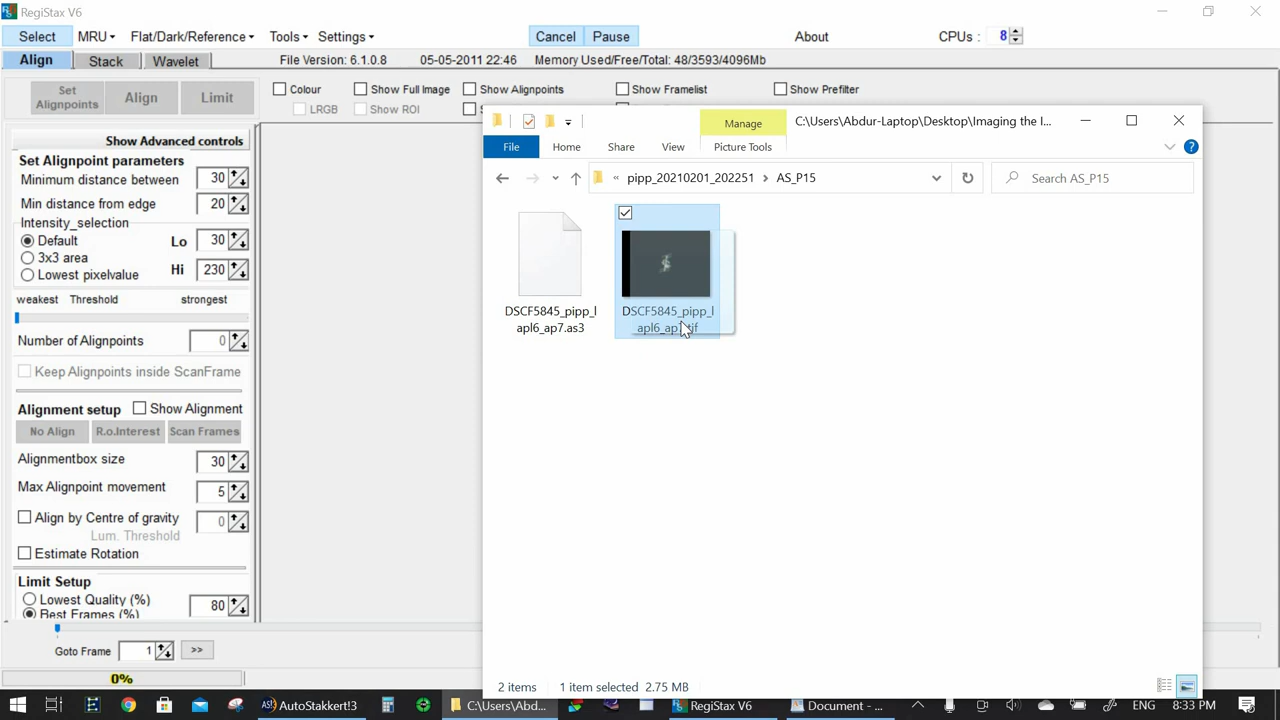 RegiStax V6
Select MRU Flat/Dark/Reference Tools Settings Cancel Pause About CPUs : 8
Align Stack Wavelet File Version: 6.1.0.8 05-05-2011 22:46 Memory Used/Free/Total: 48/3593/4096Mb
Set Alignpoints Align Limit
Colour Show Full Image Show Alignpoints Show Framelist Show Prefilter
LRGB Show ROI
Show Advanced controls
Set Alignpoint parameters
Minimum distance between 30
Min distance from edge 20
Intensity_selection
Default Lo 30
3x3 area
Lowest pixelvalue Hi 230
weakest Threshold strongest
Number of Alignpoints 0
Keep Alignpoints inside ScanFrame
Alignment setup Show Alignment
No Align R.o.Interest Scan Frames
Alignmentbox size 30
Max Alignpoint movement 5
Align by Centre of gravity 0
Lum. Threshold
Estimate Rotation
Limit Setup
Lowest Quality (%)
Best Frames (%) 80
Goto Frame 1 >>
0%
Manage C:\Users\Abdur-Laptop\Desktop\Imaging the I...
File Home Share View Picture Tools
« pipp_20210201_202251 > AS_P15 Search AS_P15
DSCF5845_pipp_l
apl6_ap7.as3
DSCF5845_pipp_l
2 items 1 item selected 2.75 MB
AS! AutoStakkert!3 C:\Users\Abdur-... RegiStax V6 Document - ... ENG 8:33 PM